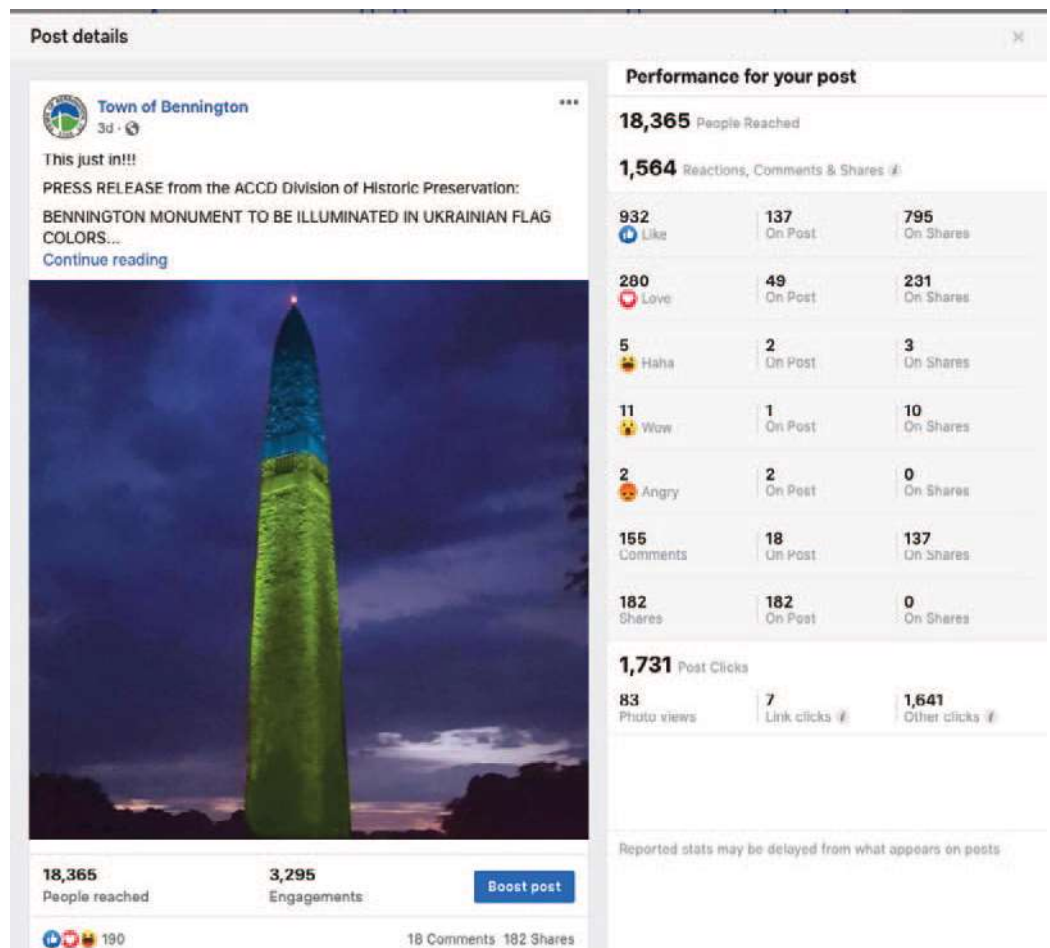 Post details
Town of Bennington
3d
This just in!!!
PRESS RELEASE from the ACCD Division of Historic Preservation:
BENNINGTON MONUMENT TO BE ILLUMINATED IN UKRAINIAN FLAG
COLORS...
Continue reading
18,365
People reached
3,295
Engagements
Boost post
190
18 Comments 182 Shares
Performance for your post
18,365 People Reached
1,564 Reactions, Comments & Shares
932 137 795
Like On Post On Shares
280 49 231
Love On Post On Shares
5 2 3
Haha On Post On Shares
11 1 10
Wow On Post On Shares
2 2 0
Angry On Post On Shares
155 18 137
Comments On Post On Shares
182 182 0
Shares On Post On Shares
1,731 Post Clicks
83 7 1,641
Photo views Link clicks Other clicks
Reported stats may be delayed from what appears on posts